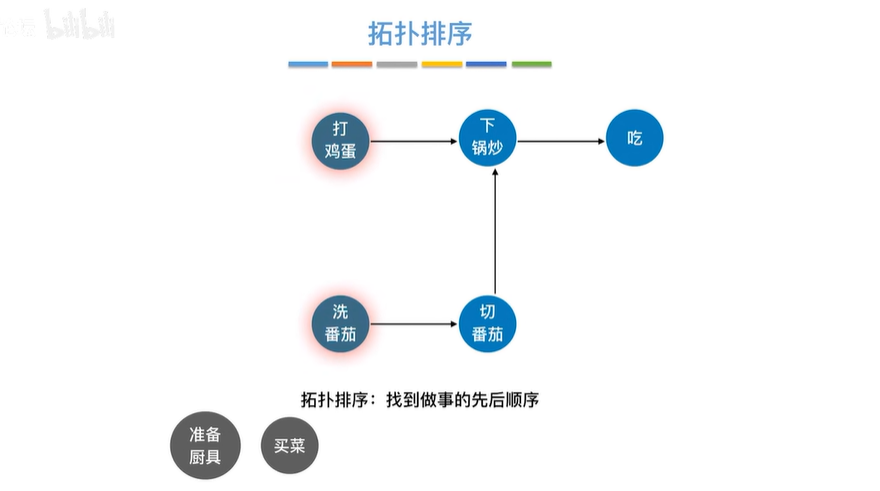 bilibili
拓扑排序
打
鸡蛋
下
锅炒
吃
洗
番茄
切
番茄
拓扑排序：找到做事的先后顺序
准备
厨具
买菜